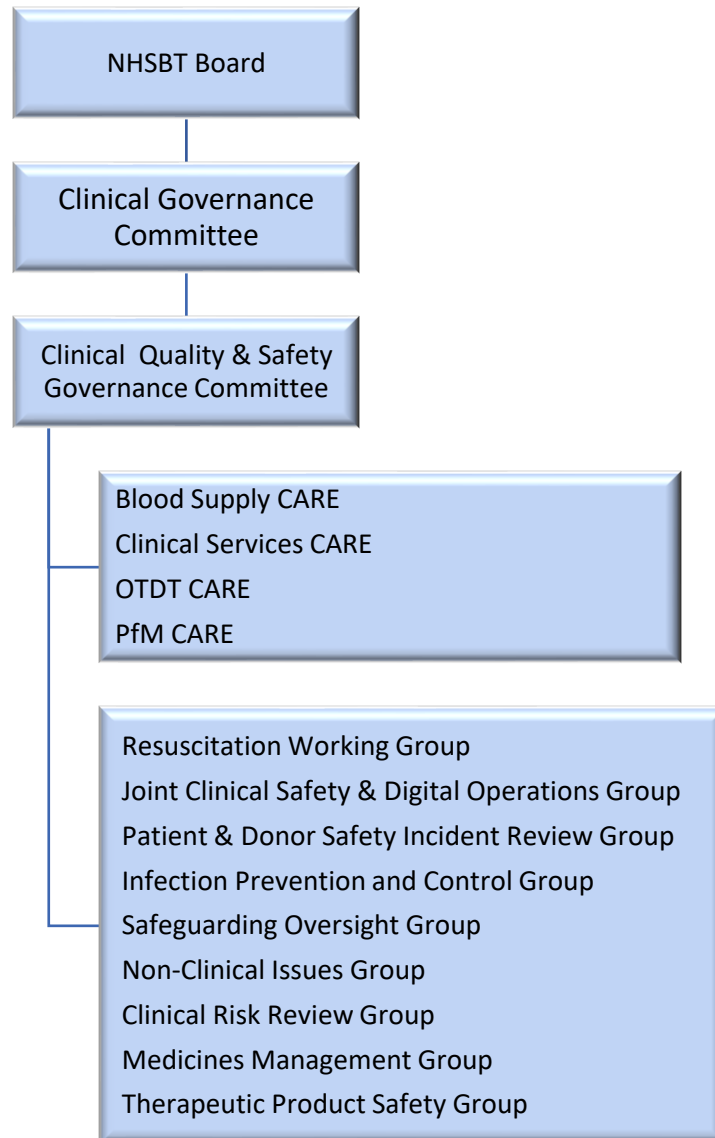 NHSBT Board
Clinical Governance
Committee
Clinical Quality & Safety
Governance Committee
Blood Supply CARE
Clinical Services CARE
OTDT CARE
PfM CARE
Resuscitation Working Group
Joint Clinical Safety & Digital Operations Group
Patient & Donor Safety Incident Review Group
Infection Prevention and Control Group
Safeguarding Oversight Group
Non-Clinical Issues Group
Clinical Risk Review Group
Medicines Management Group
Therapeutic Product Safety Group